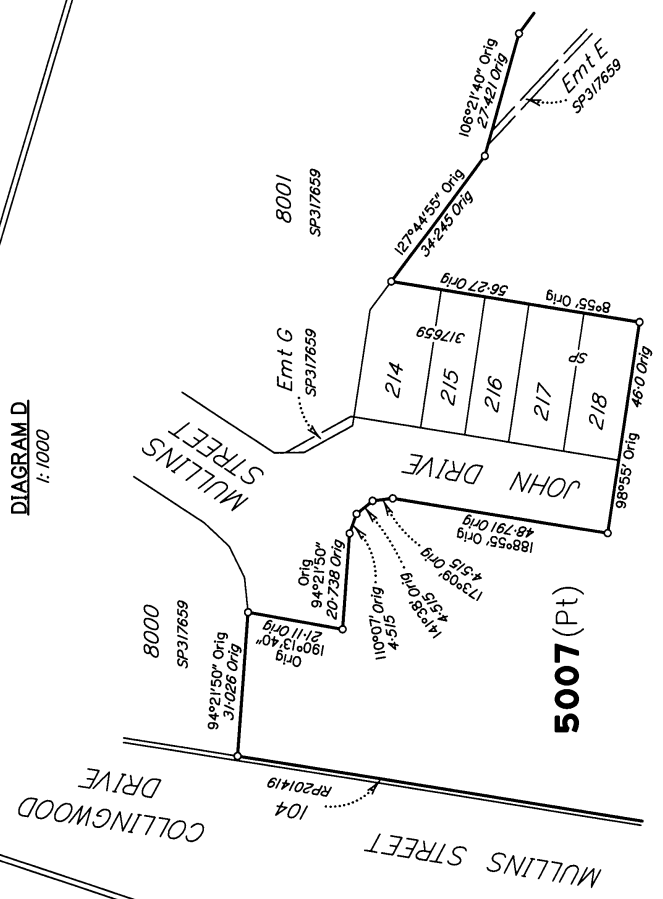 DIAGRAM D
1:1000
106°21'40" Orig
27·421 Orig
Emt E
SP317659
8001
SP317659
127°44'55" Orig
34·245 Orig
56·27 Orig
8°55' Orig
Emt G
SP317659
317659
SP
214
215
216
217
218
46·0 Orig
98°55' Orig
MULLINS
STREET
JOHN DRIVE
188°55' Orig
48·791 Orig
173°09' Orig
4·515
141°38' Orig
4·515
110°07' Orig
4·515
Orig
94°21'50"
20·738 Orig
Orig
190°13'40"
21·11 Orig
8000
SP317659
94°21'50" Orig
31·026 Orig
5007 (Pt)
104
RP201419
COLLINGWOOD
DRIVE
MULLINS STREET